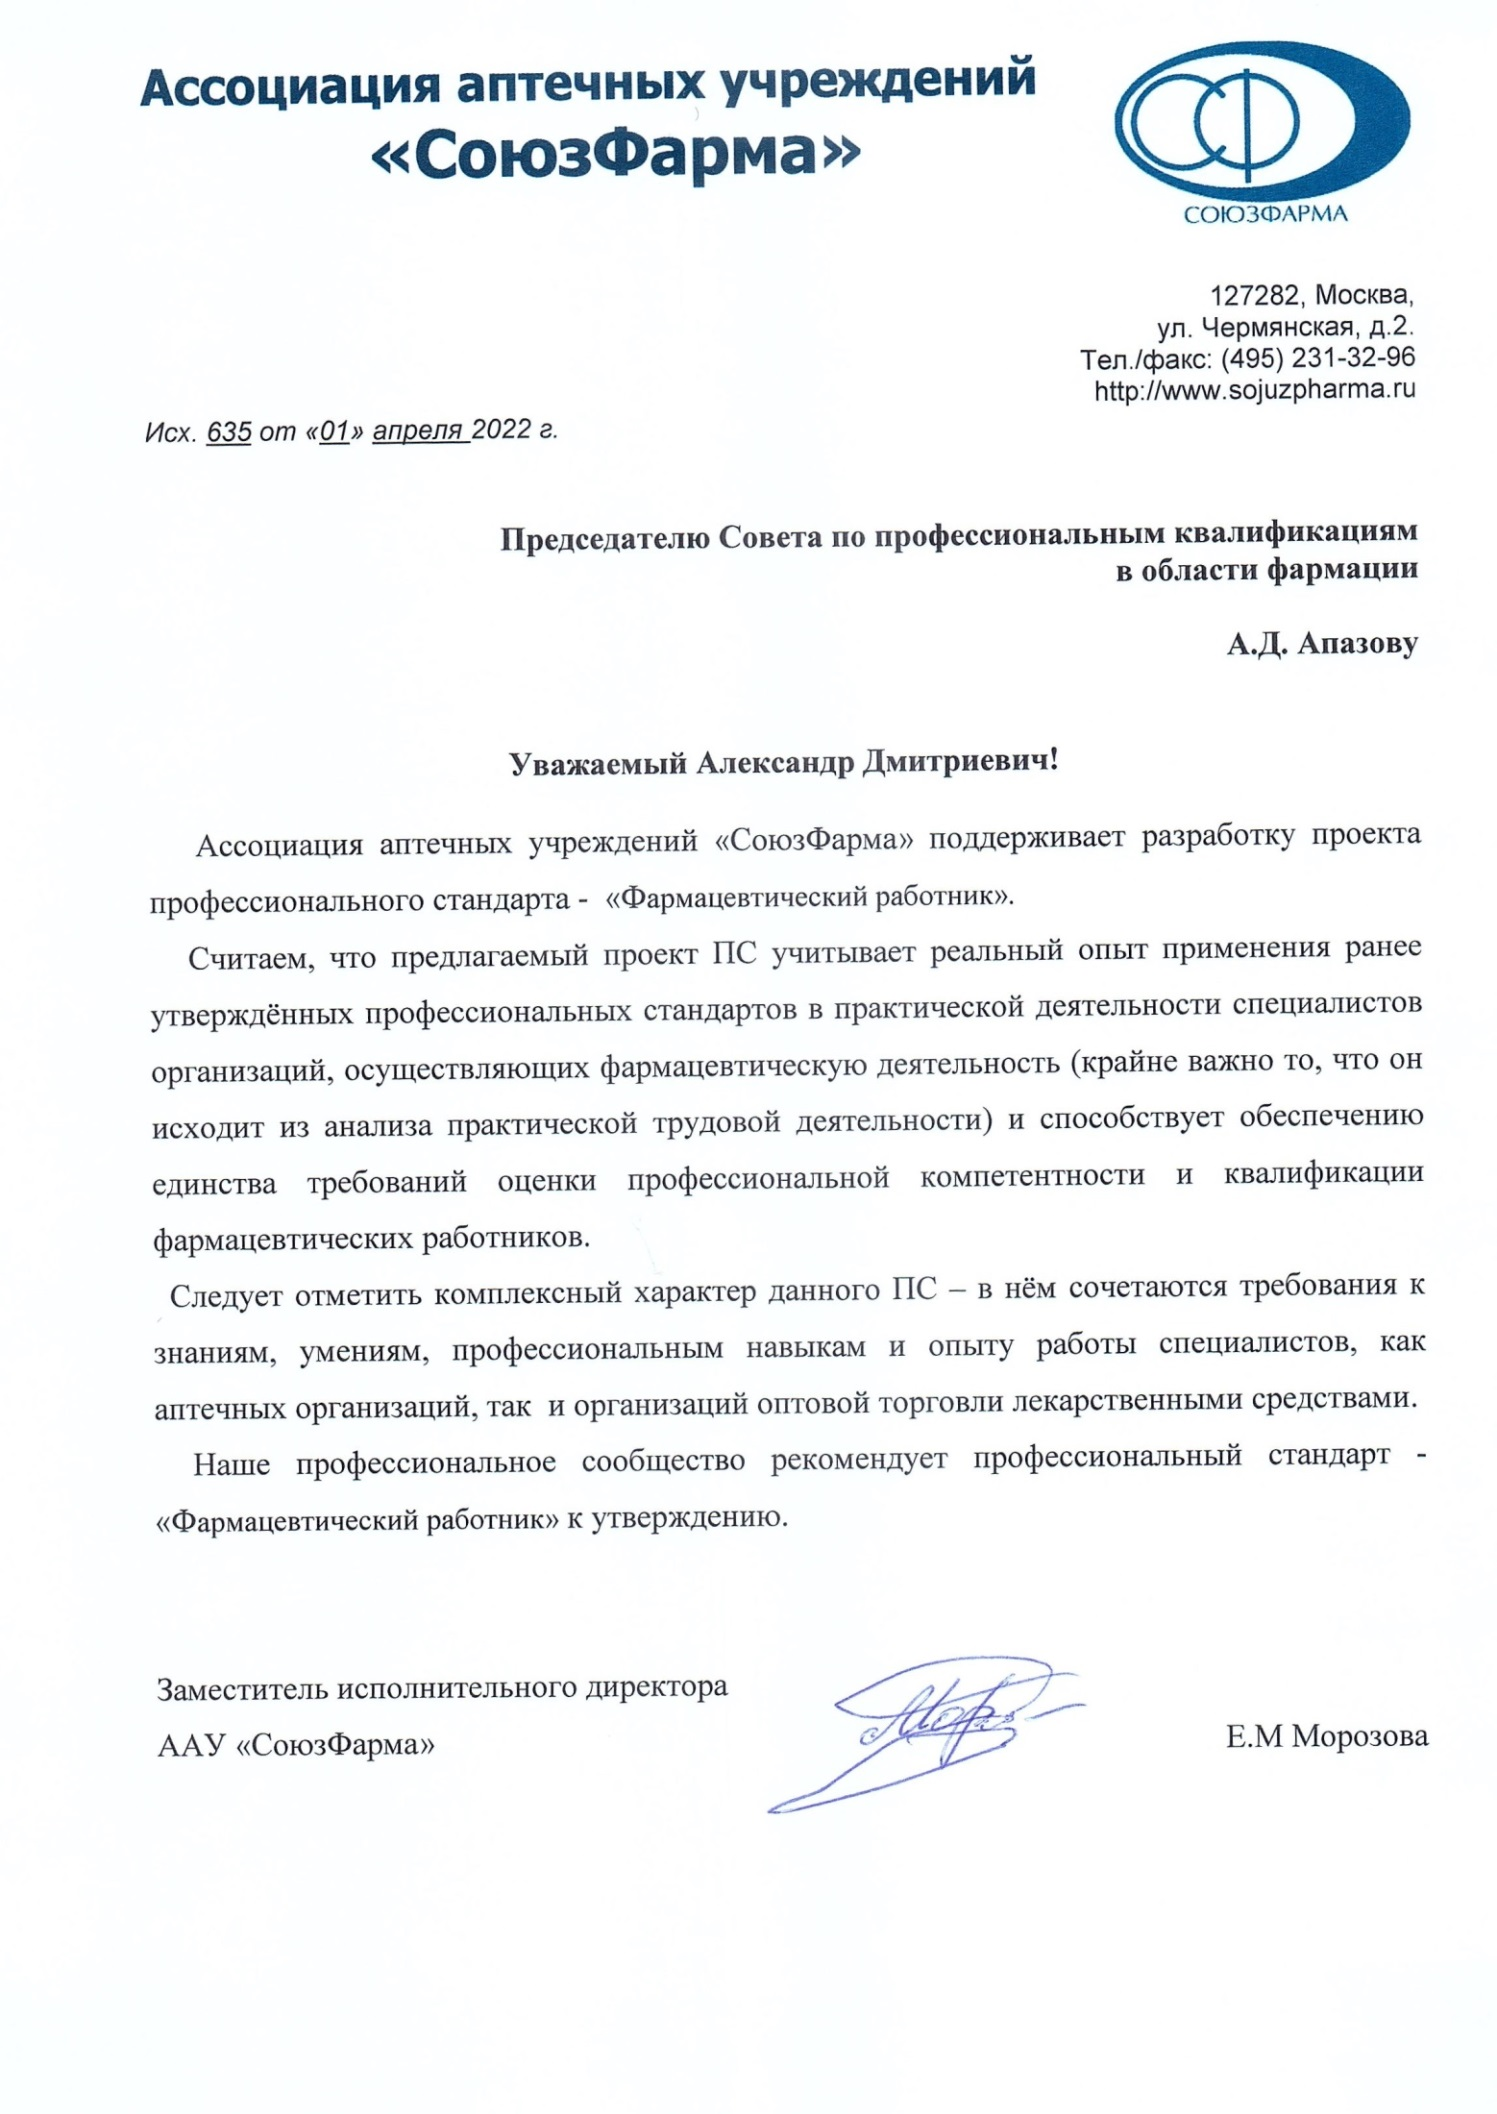 Ассоциация аптечных учреждений
«СоюзФарма»
СФ
СОЮЗФАРМА
127282, Москва,
ул. Чермянская, д.2.
Тел./факс: (495) 231-32-96
http://www.sojuzpharma.ru
Исх. 635 от «01» апреля 2022 г.
Председателю Совета по профессиональным квалификациям
в области фармации
А.Д. Апазову
Уважаемый Александр Дмитриевич!
Ассоциация аптечных учреждений «СоюзФарма» поддерживает разработку проекта
профессионального стандарта - «Фармацевтический работник».
Считаем, что предлагаемый проект ПС учитывает реальный опыт применения ранее
утверждённых профессиональных стандартов в практической деятельности специалистов
организаций, осуществляющих фармацевтическую деятельность (крайне важно то, что он
исходит из анализа практической трудовой деятельности) и способствует обеспечению
единства требований оценки профессиональной компетентности и квалификации
фармацевтических работников.
Следует отметить комплексный характер данного ПС – в нём сочетаются требования к
знаниям, умениям, профессиональным навыкам и опыту работы специалистов, как
аптечных организаций, так и организаций оптовой торговли лекарственными средствами.
Наше профессиональное сообщество рекомендует профессиональный стандарт -
«Фармацевтический работник» к утверждению.
Заместитель исполнительного директора
ААУ «СоюзФарма»
Е.М Морозова